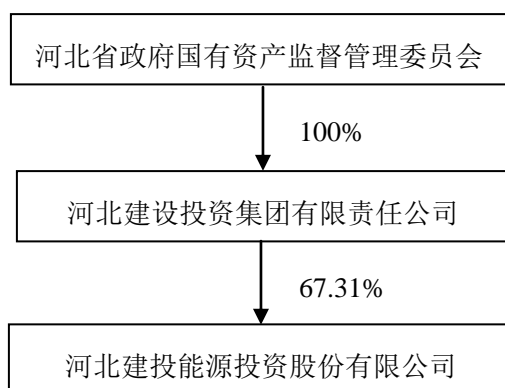 河北省政府国有资产监督管理委员会
100%
河北建设投资集团有限责任公司
67.31%
河北建投能源投资股份有限公司